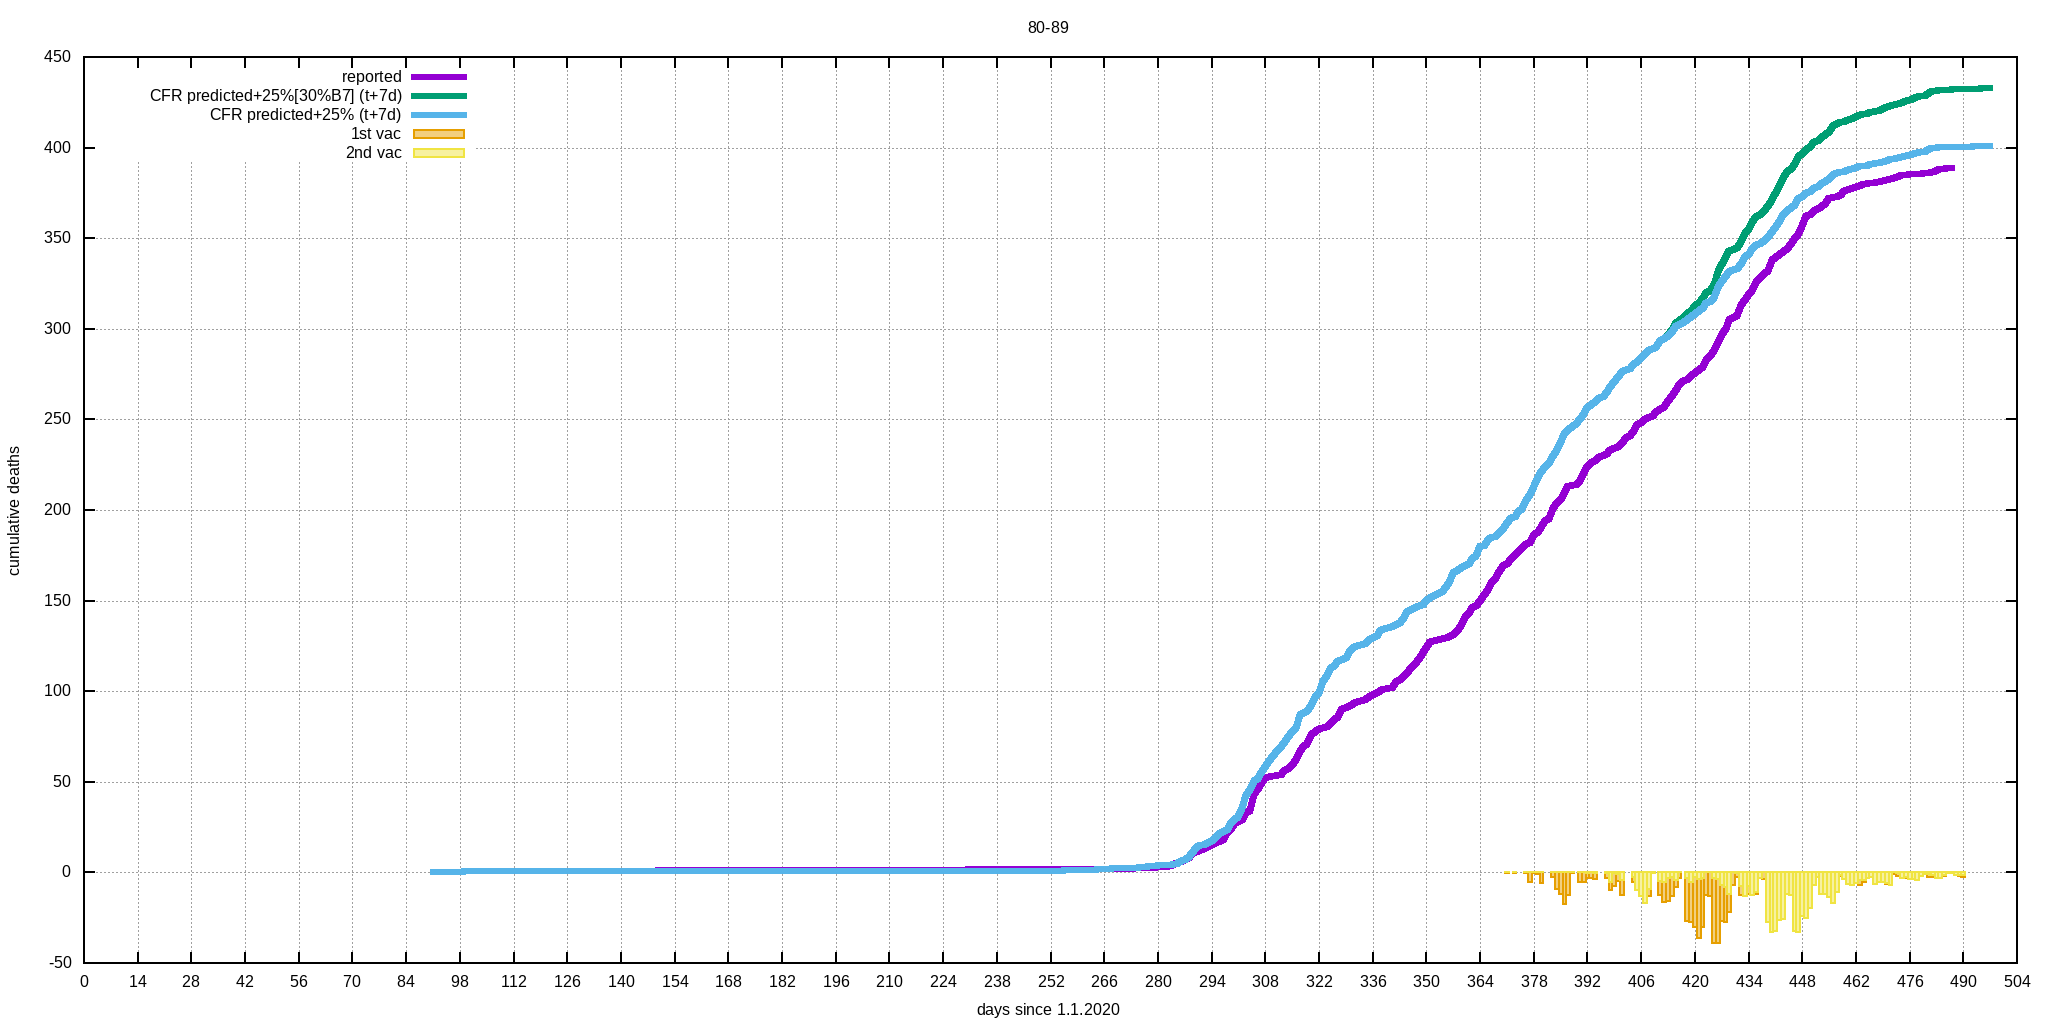 80-89
450
400
350
300
250
200
150
100
50
0
-50
cumulative deaths
reported
CFR predicted+25%[30%B7] (t+7d)
CFR predicted+25% (t+7d)
1st vac
2nd vac
0 14 28 42 56 70 84 98 112 126 140 154 168 182 196 210 224 238 252 266 280 294 308 322 336 350 364 378 392 406 420 434 448 462 476 490 504
days since 1.1.2020